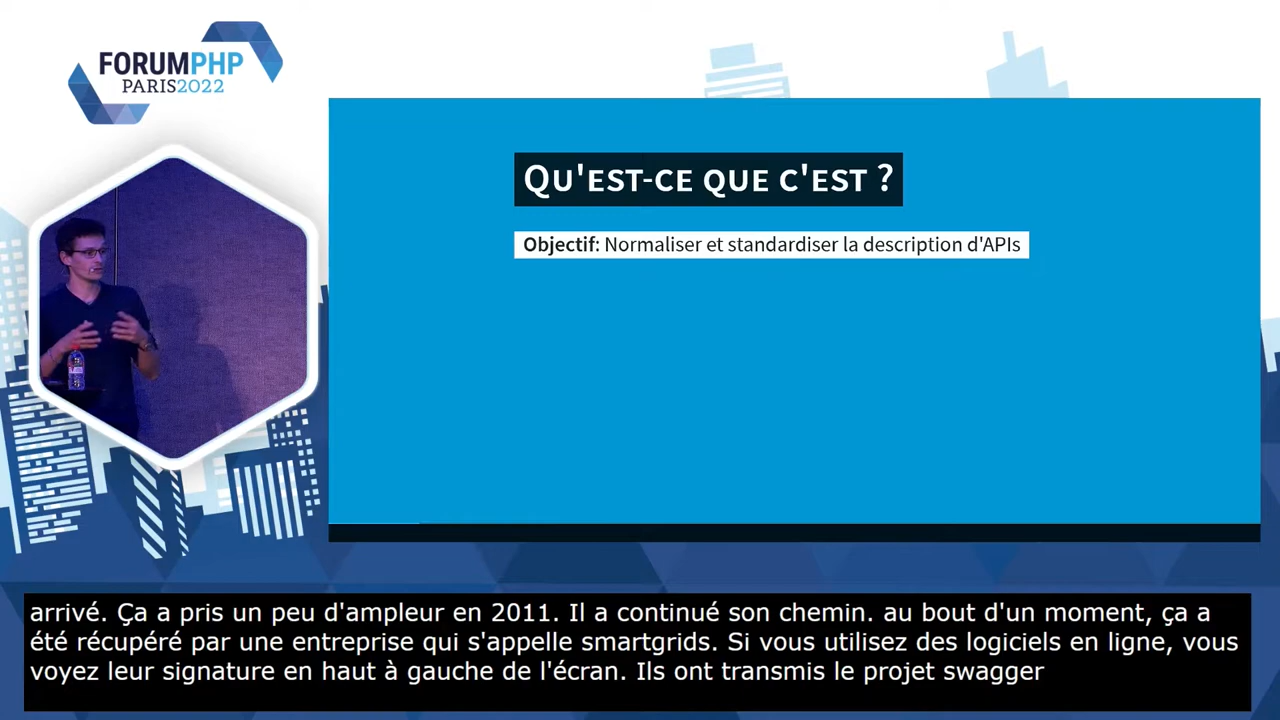 FORUMPHP
PARIS2022
Qu'est-ce que c'est ?
Objectif: Normaliser et standardiser la description d'APIs
arrivé. Ça a pris un peu d'ampleur en 2011. Il a continué son chemin. au bout d'un moment, ça a
été récupéré par une entreprise qui s'appelle smartgrids. Si vous utilisez des logiciels en ligne, vous
voyez leur signature en haut à gauche de l'écran. Ils ont transmis le projet swagger